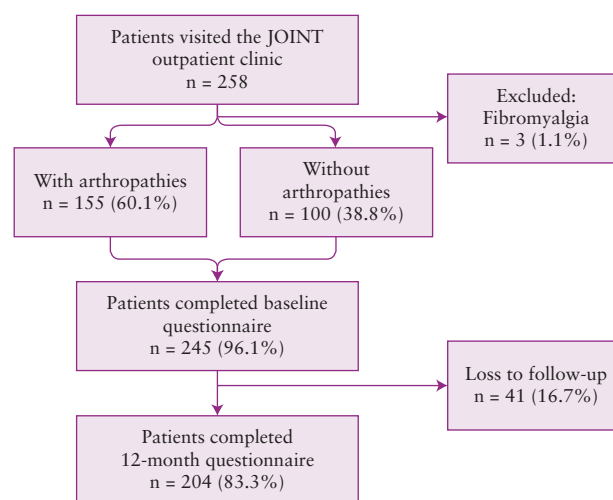 Patients visited the JOINT
outpatient clinic
n = 258
Excluded:
Fibromyalgia
n = 3 (1.1%)
With arthropathies
n = 155 (60.1%)
Without
arthropathies
n = 100 (38.8%)
Patients completed baseline
questionnaire
n = 245 (96.1%)
Loss to follow-up
n = 41 (16.7%)
Patients completed
12-month questionnaire
n = 204 (83.3%)